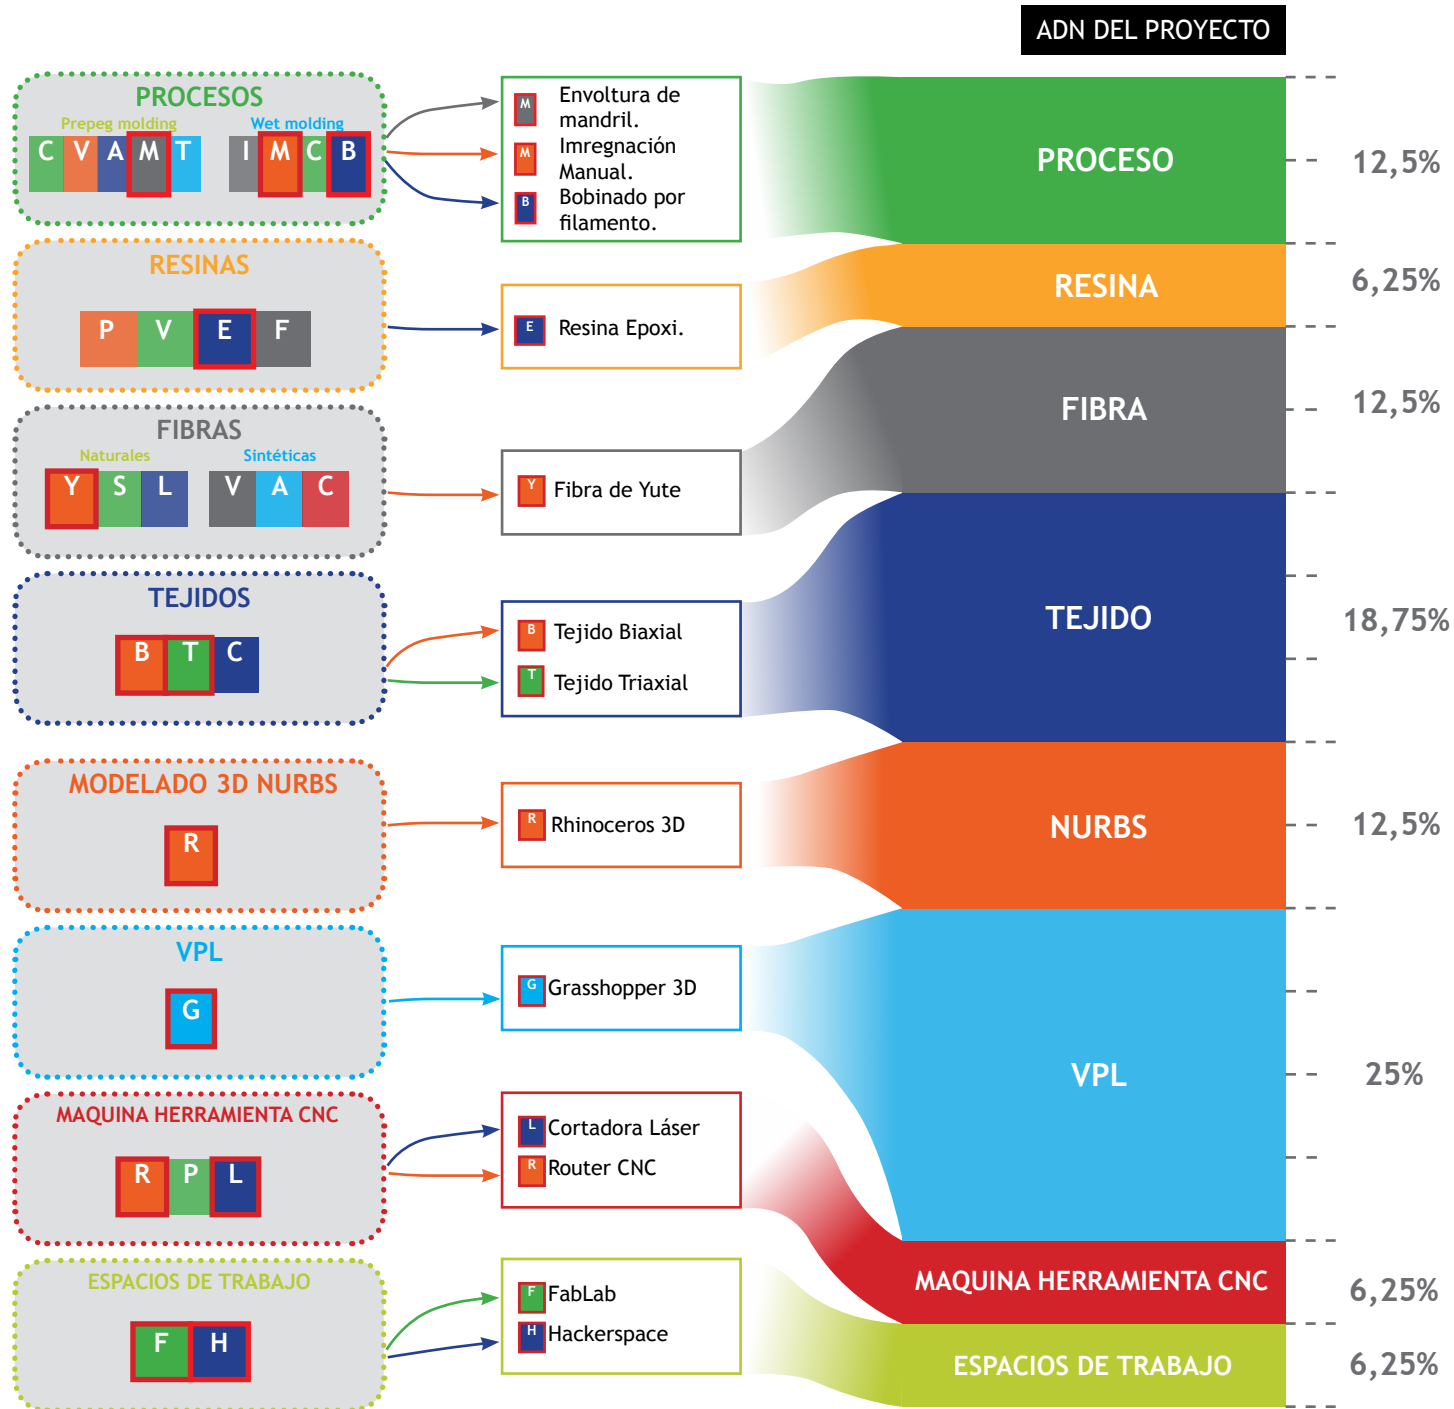 ADN DEL PROYECTO
PROCESOS
Prepeg molding
Wet molding
C V A M T
I M C B
M Envoltura de
mandril.
M Imregnación
Manual.
B Bobinado por
filamento.
PROCESO
12,5%
RESINAS
P V E F
E Resina Epoxi.
RESINA
6,25%
FIBRAS
Naturales
Sintéticas
Y S L
V A C
Y Fibra de Yute
FIBRA
12,5%
TEJIDOS
B T C
B Tejido Biaxial
T Tejido Triaxial
TEJIDO
18,75%
MODELADO 3D NURBS
R
R Rhinoceros 3D
NURBS
12,5%
VPL
G
G Grasshopper 3D
VPL
25%
MAQUINA HERRAMIENTA CNC
R P L
L Cortadora Láser
R Router CNC
MAQUINA HERRAMIENTA CNC
6,25%
ESPACIOS DE TRABAJO
F H
F FabLab
H Hackerspace
ESPACIOS DE TRABAJO
6,25%